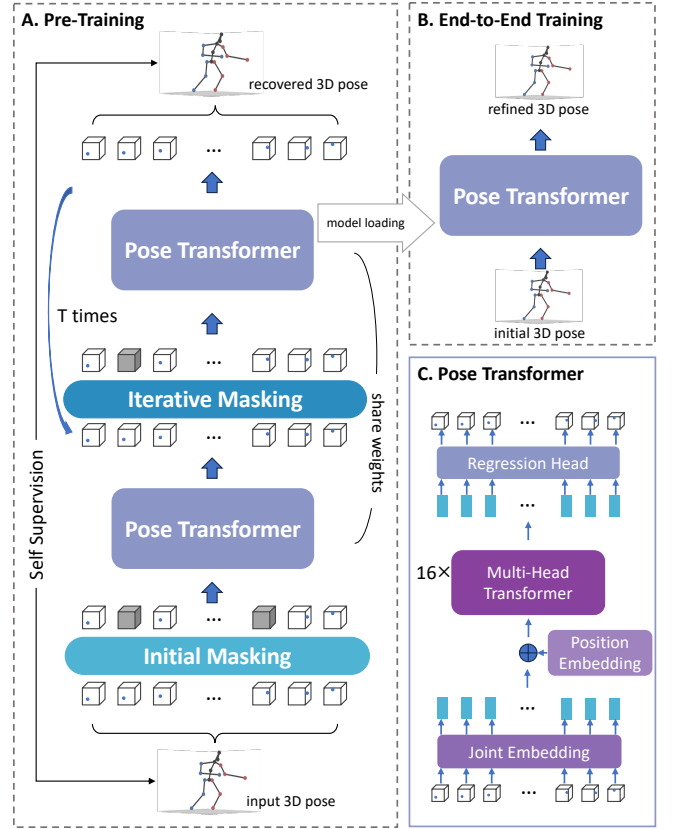 A. Pre-Training
recovered 3D pose
...
Pose Transformer
model loading
T times
...
Iterative Masking
...
share weights
Self Supervision
Pose Transformer
...
Initial Masking
...
input 3D pose
B. End-to-End Training
refined 3D pose
Pose Transformer
initial 3D pose
C. Pose Transformer
...
Regression Head
...
16×
Multi-Head
Transformer
Position
Embedding
...
Joint Embedding
...